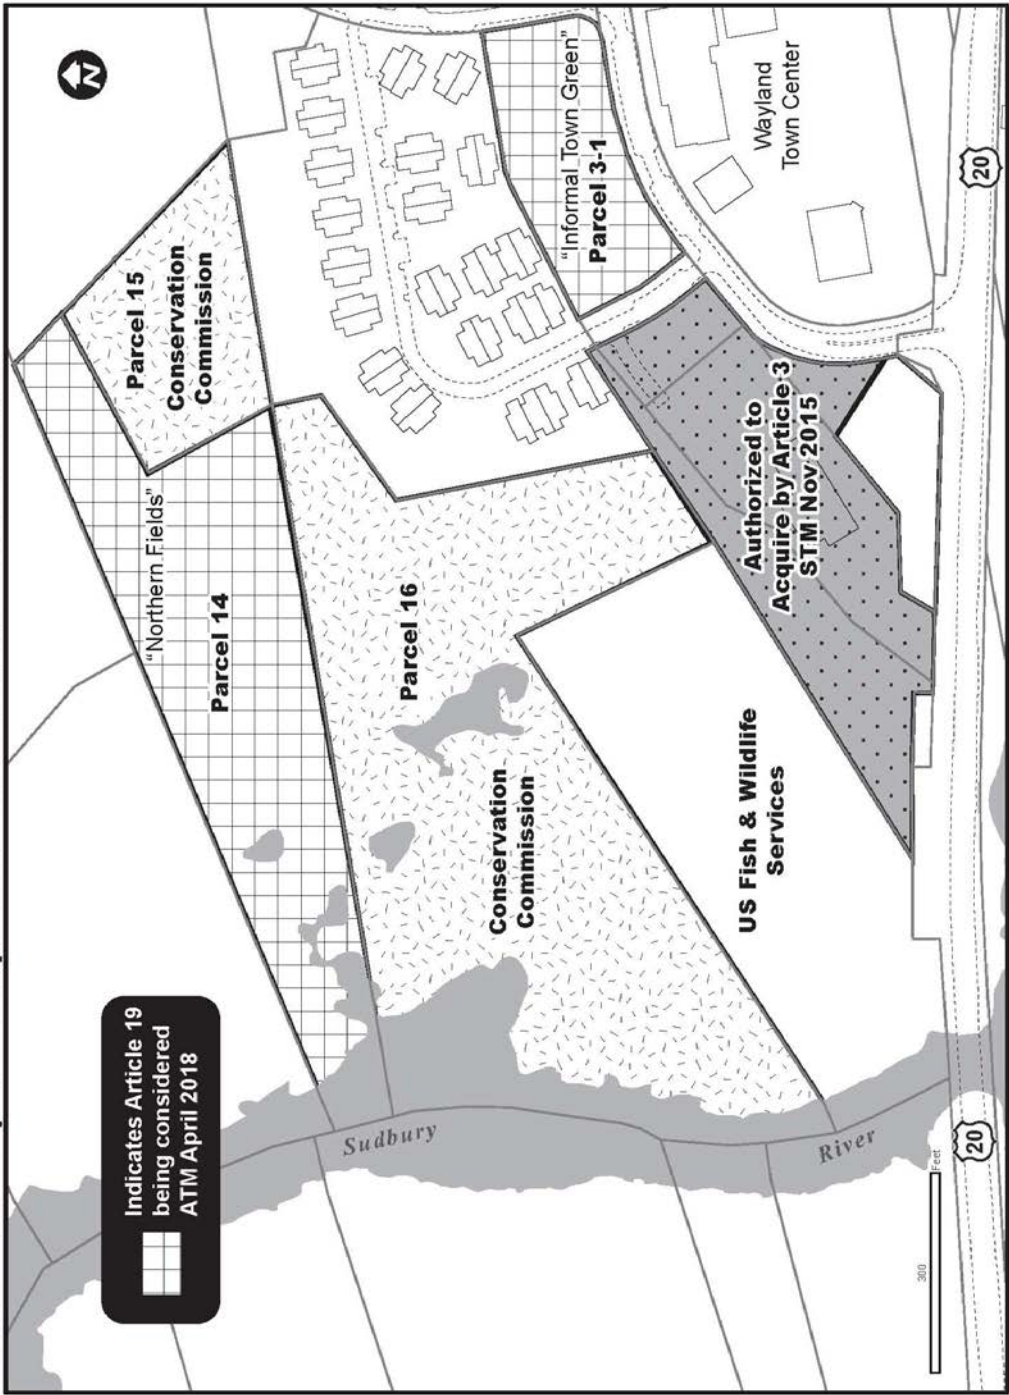 Indicates Article 19
being considered
ATM April 2018
N
"Northern Fields"
Parcel 14
Parcel 15
Conservation
Commission
Parcel 16
Conservation
Commission
"Informal Town Green"
Parcel 3-1
Wayland
Town Center
Authorized to
Acquire by Article 3
STM Nov 2015
US Fish & Wildlife
Services
Sudbury
River
300
Feet
20
20